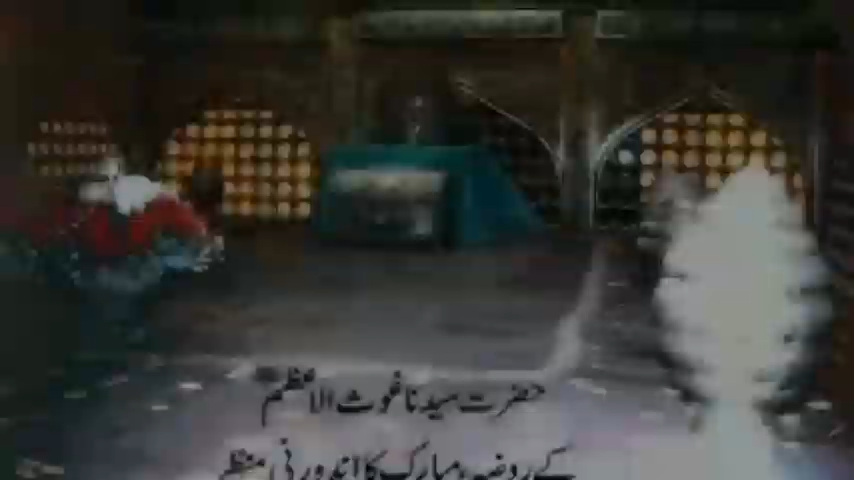 حضرت سیدنا غوث الاعظم
کے روضہ مبارک کا اندرونی منظر